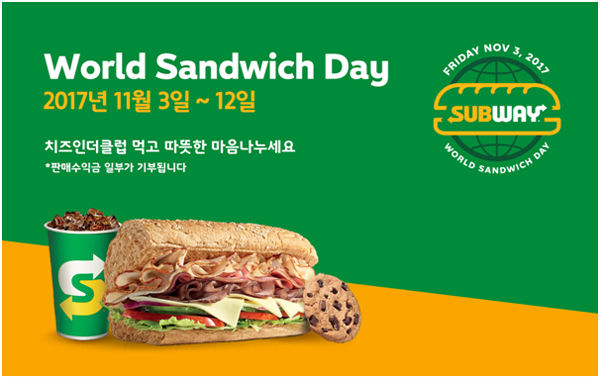 World Sandwich Day
2017년 11월 3일 ~ 12일
치즈인더클럽 먹고 따뜻한 마음나누세요
*판매수익금 일부가 기부됩니다
FRIDAY NOV 3, 2017
SUBWAY
WORLD SANDWICH DAY
S